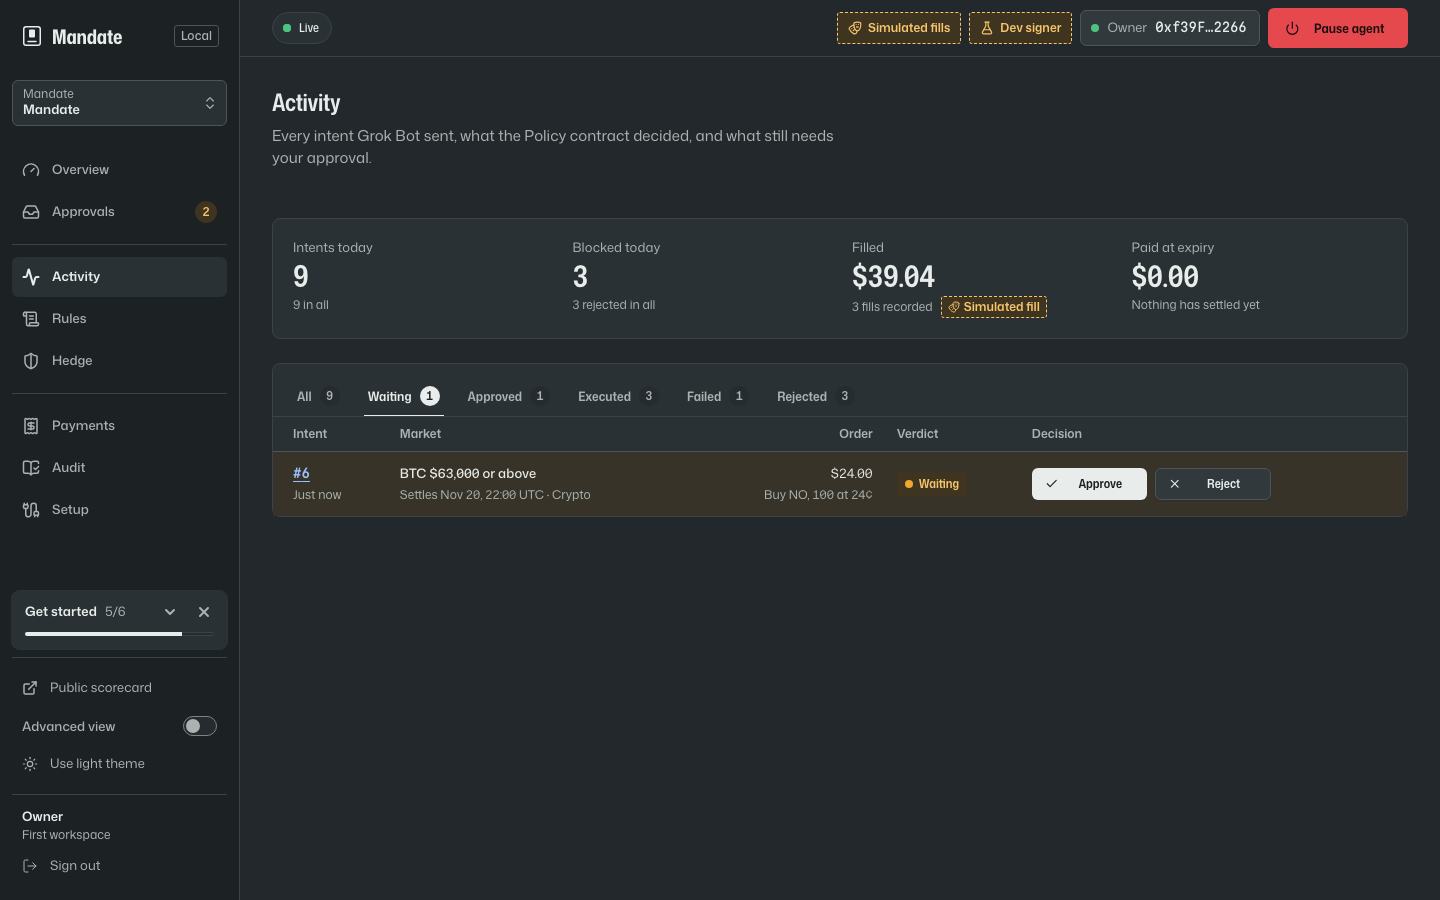 Mandate
Local
Mandate
Mandate
Overview
Approvals 2
Activity
Rules
Hedge
Payments
Audit
Setup
Get started 5/6
Public scorecard
Advanced view
Use light theme
Owner
First workspace
Sign out
Live
Simulated fills
Dev signer
Owner 0xf39F…2266
Pause agent
Activity
Every intent Grok Bot sent, what the Policy contract decided, and what still needs
your approval.
Intents today
9
9 in all
Blocked today
3
3 rejected in all
Filled
$39.04
3 fills recorded Simulated fill
Paid at expiry
$0.00
Nothing has settled yet
All 9 Waiting 1 Approved 1 Executed 3 Failed 1 Rejected 3
Intent Market Order Verdict Decision
#6 BTC $63,000 or above $24.00 Waiting Approve Reject
Just now Settles Nov 20, 22:00 UTC · Crypto Buy NO, 100 at 24¢